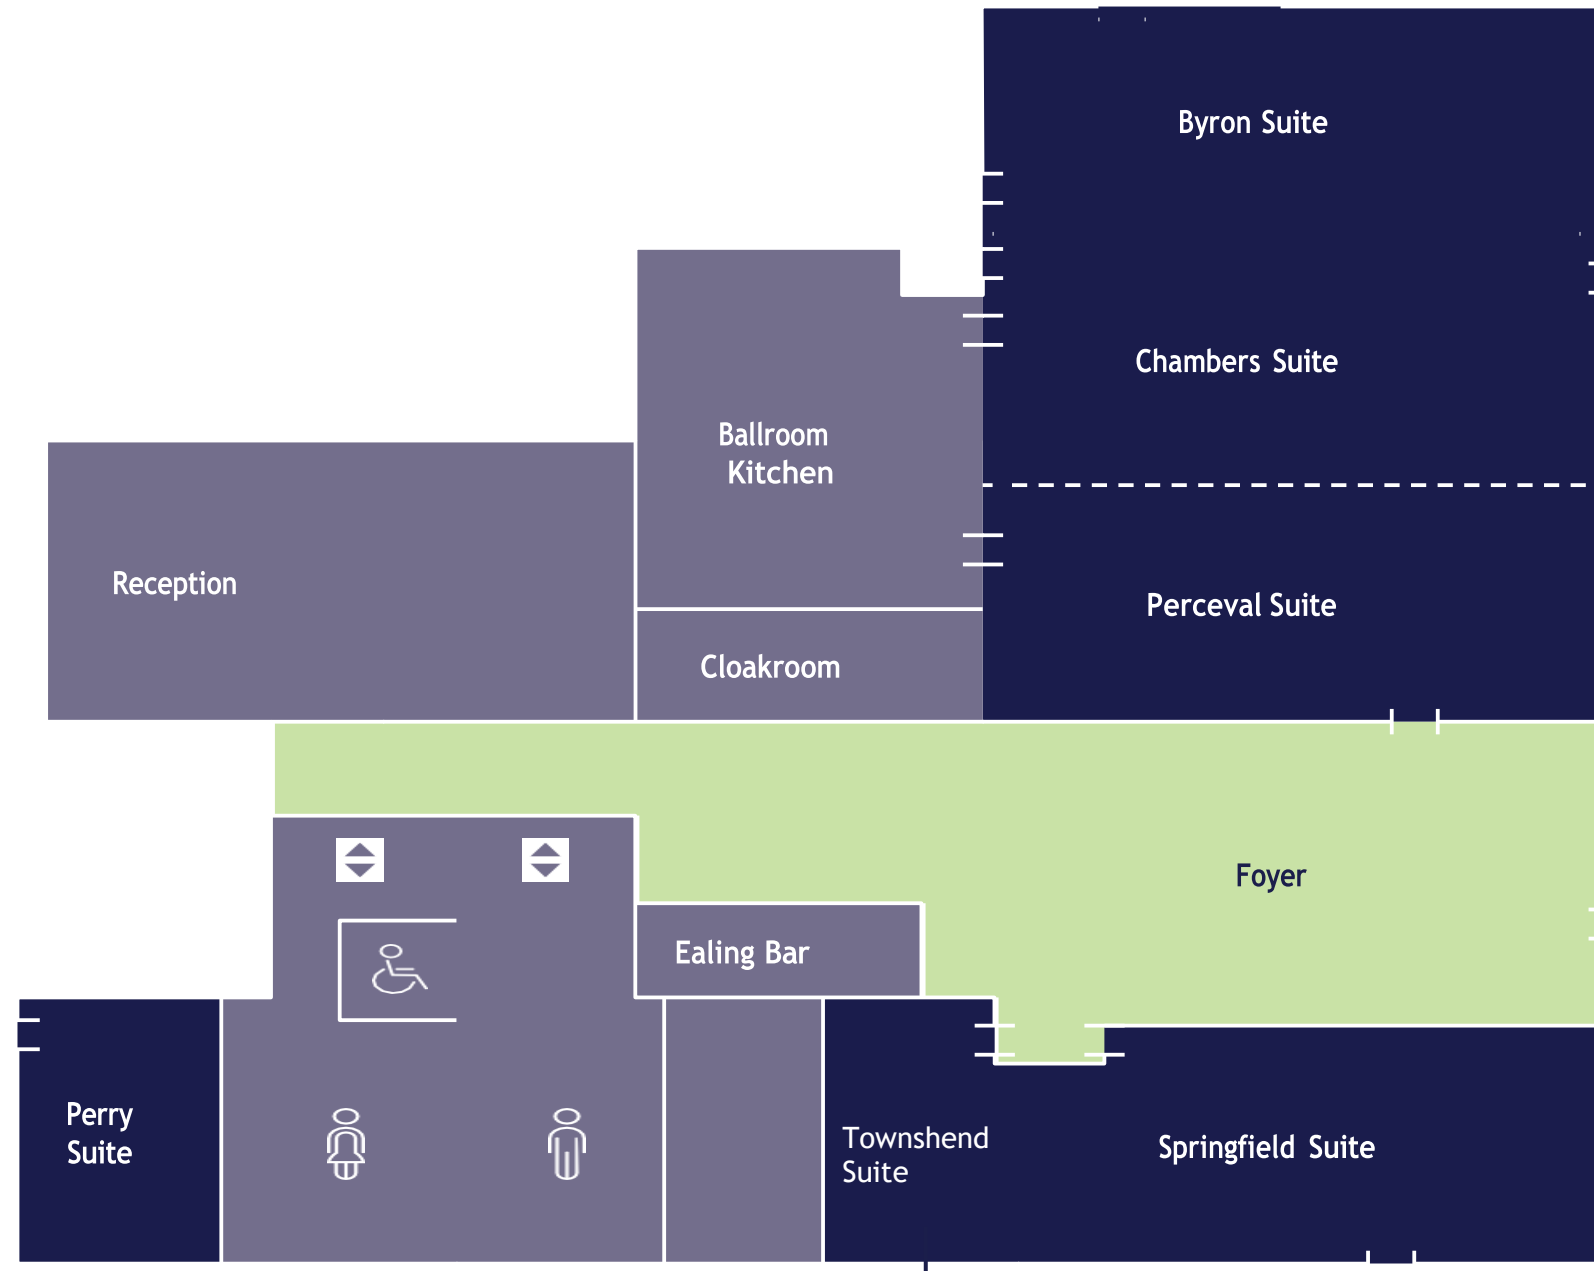 Byron Suite
Chambers Suite
Ballroom
Kitchen
Reception
Perceval Suite
Cloakroom
Foyer
Ealing Bar
Perry
Suite
Townshend
Suite
Springfield Suite